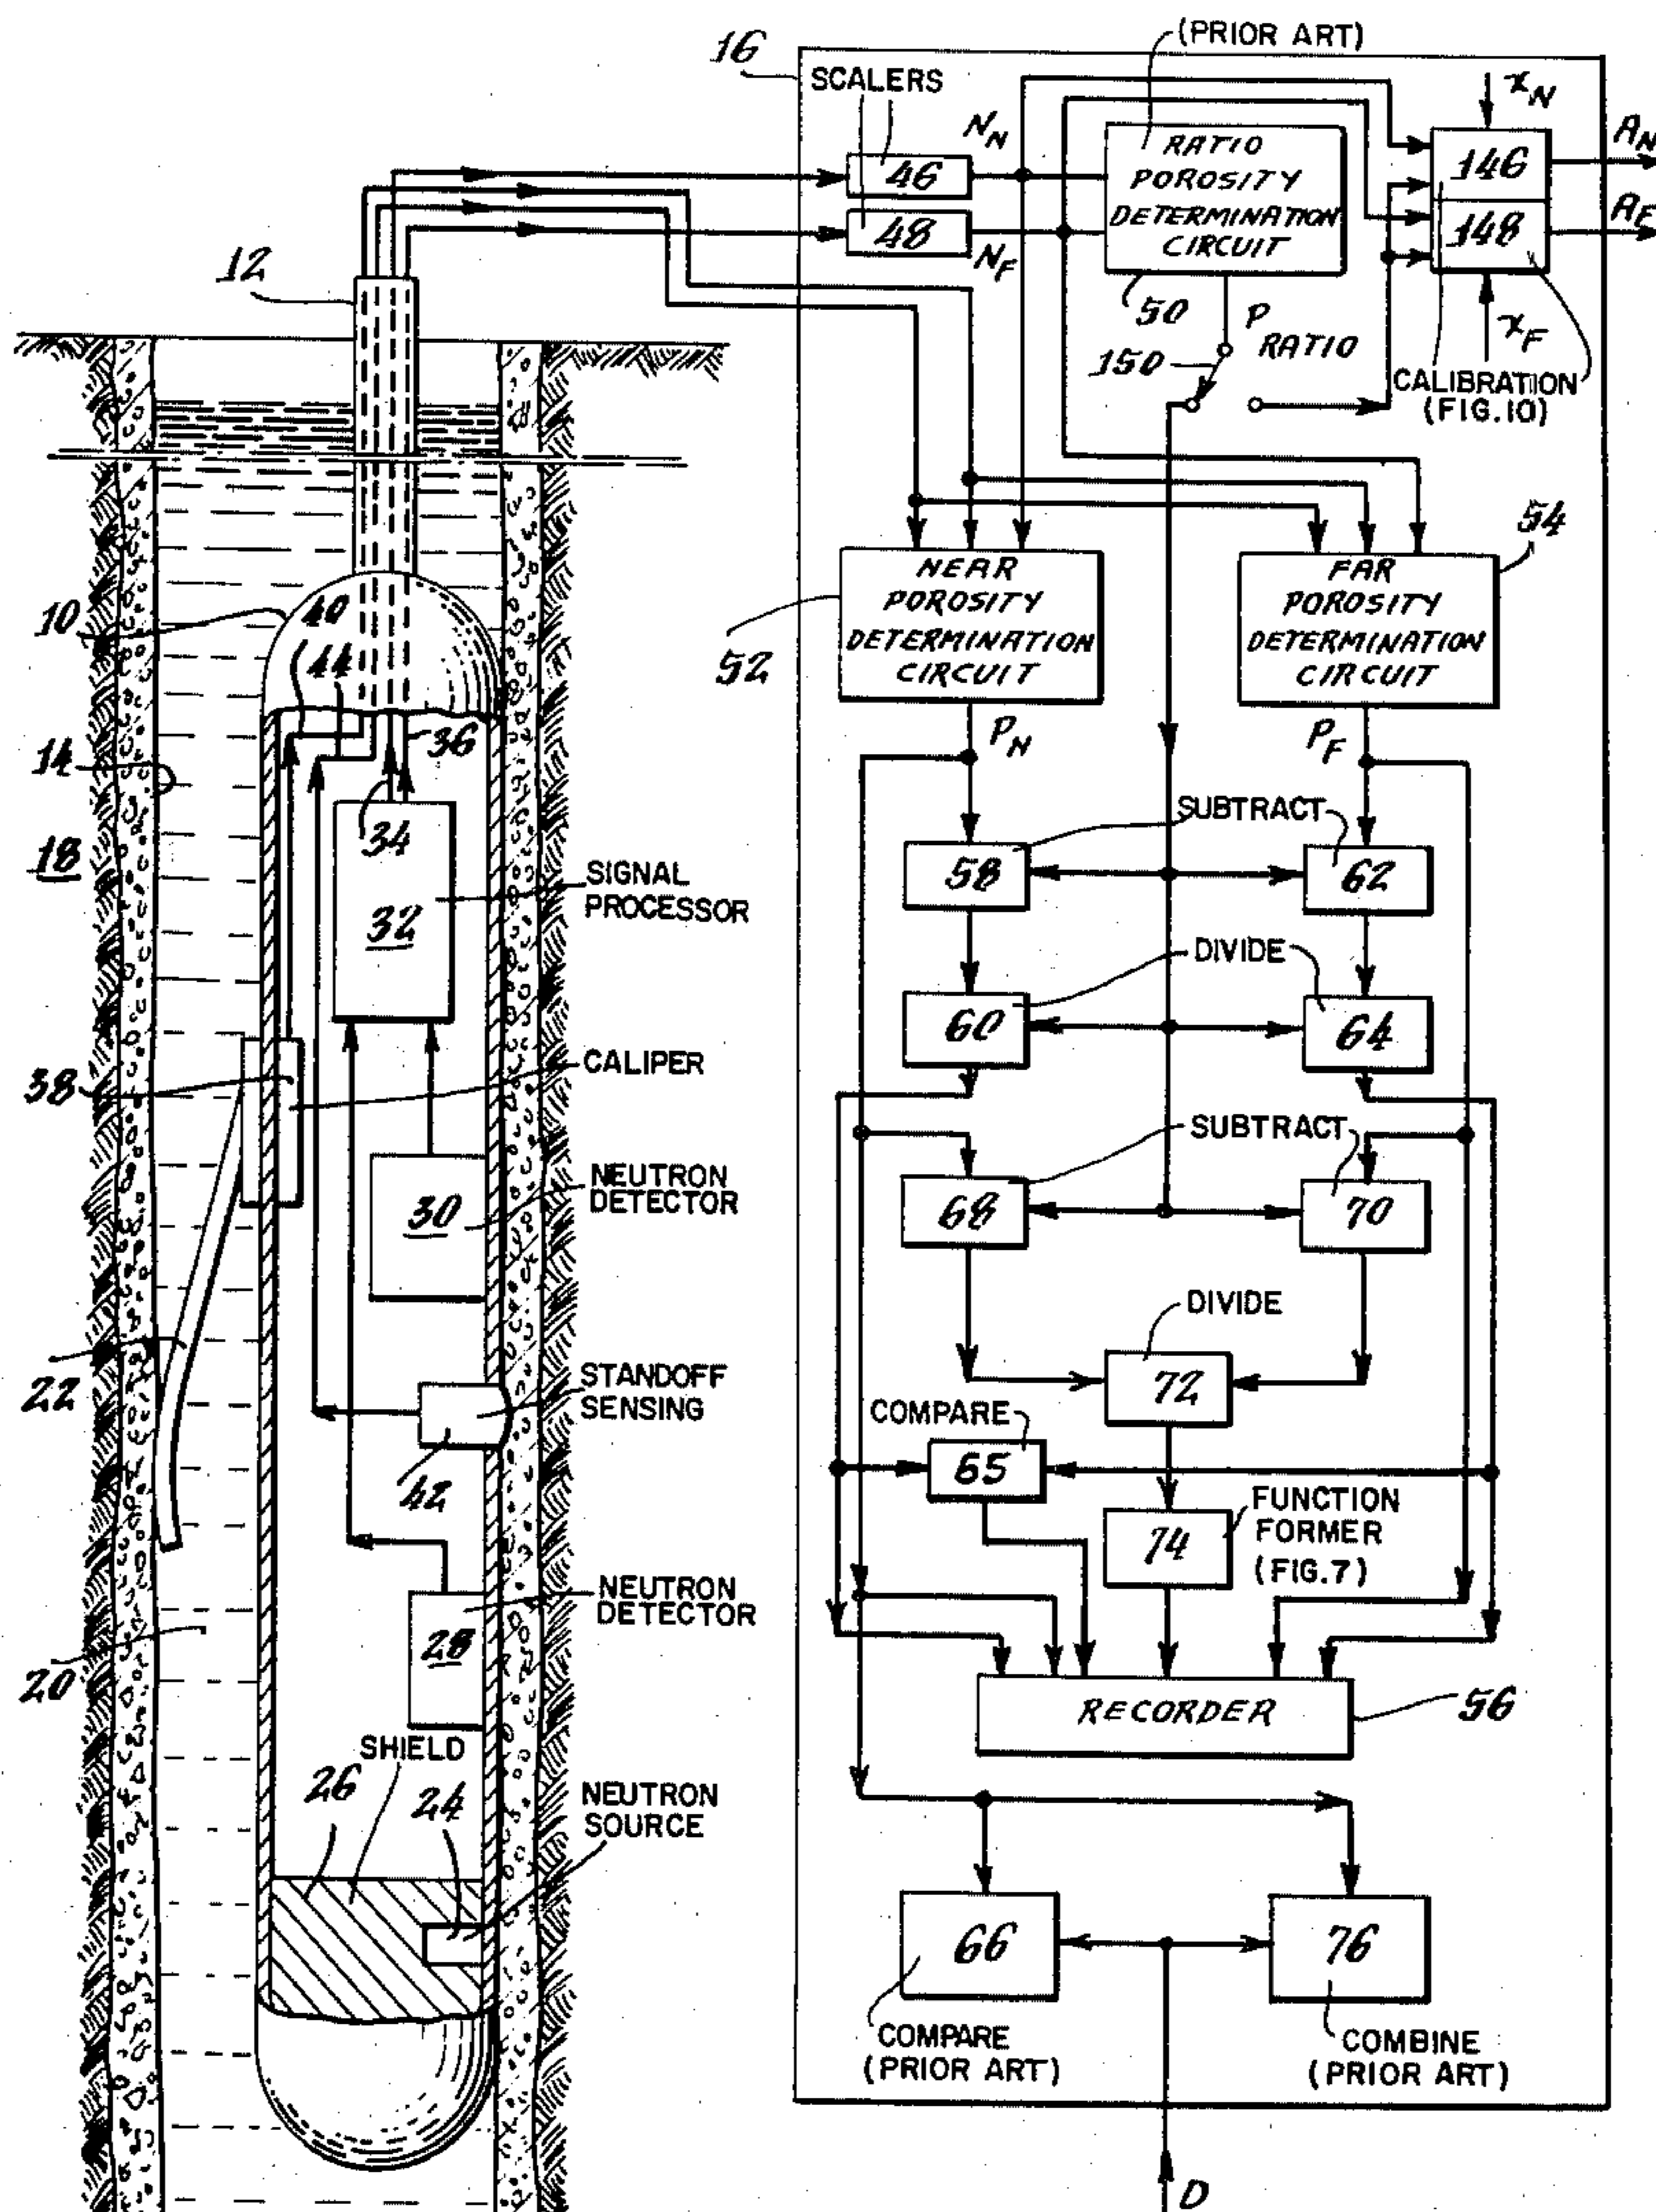 (PRIOR ART)
16
SCALERS
x_N
N_N
A_N
46
RATIO
POROSITY
DETERMINATION
CIRCUIT
146
48
N_F
148
A_F
12
50
P RATIO
150
x_F
CALIBRATION
(FIG.10)
54
NEAR
POROSITY
DETERMINATION
CIRCUIT
FAR
POROSITY
DETERMINATION
CIRCUIT
10
40
44
52
36
P_N
P_F
14
34
SUBTRACT
18
58
62
SIGNAL
PROCESSOR
32
DIVIDE
60
64
38
CALIPER
SUBTRACT
NEUTRON
DETECTOR
30
68
70
DIVIDE
22
STANDOFF
SENSING
72
COMPARE
42
65
FUNCTION
FORMER
(FIG.7)
74
NEUTRON
DETECTOR
28
20
RECORDER
56
SHIELD
26
24
NEUTRON
SOURCE
66
76
COMPARE
(PRIOR ART)
COMBINE
(PRIOR ART)
D